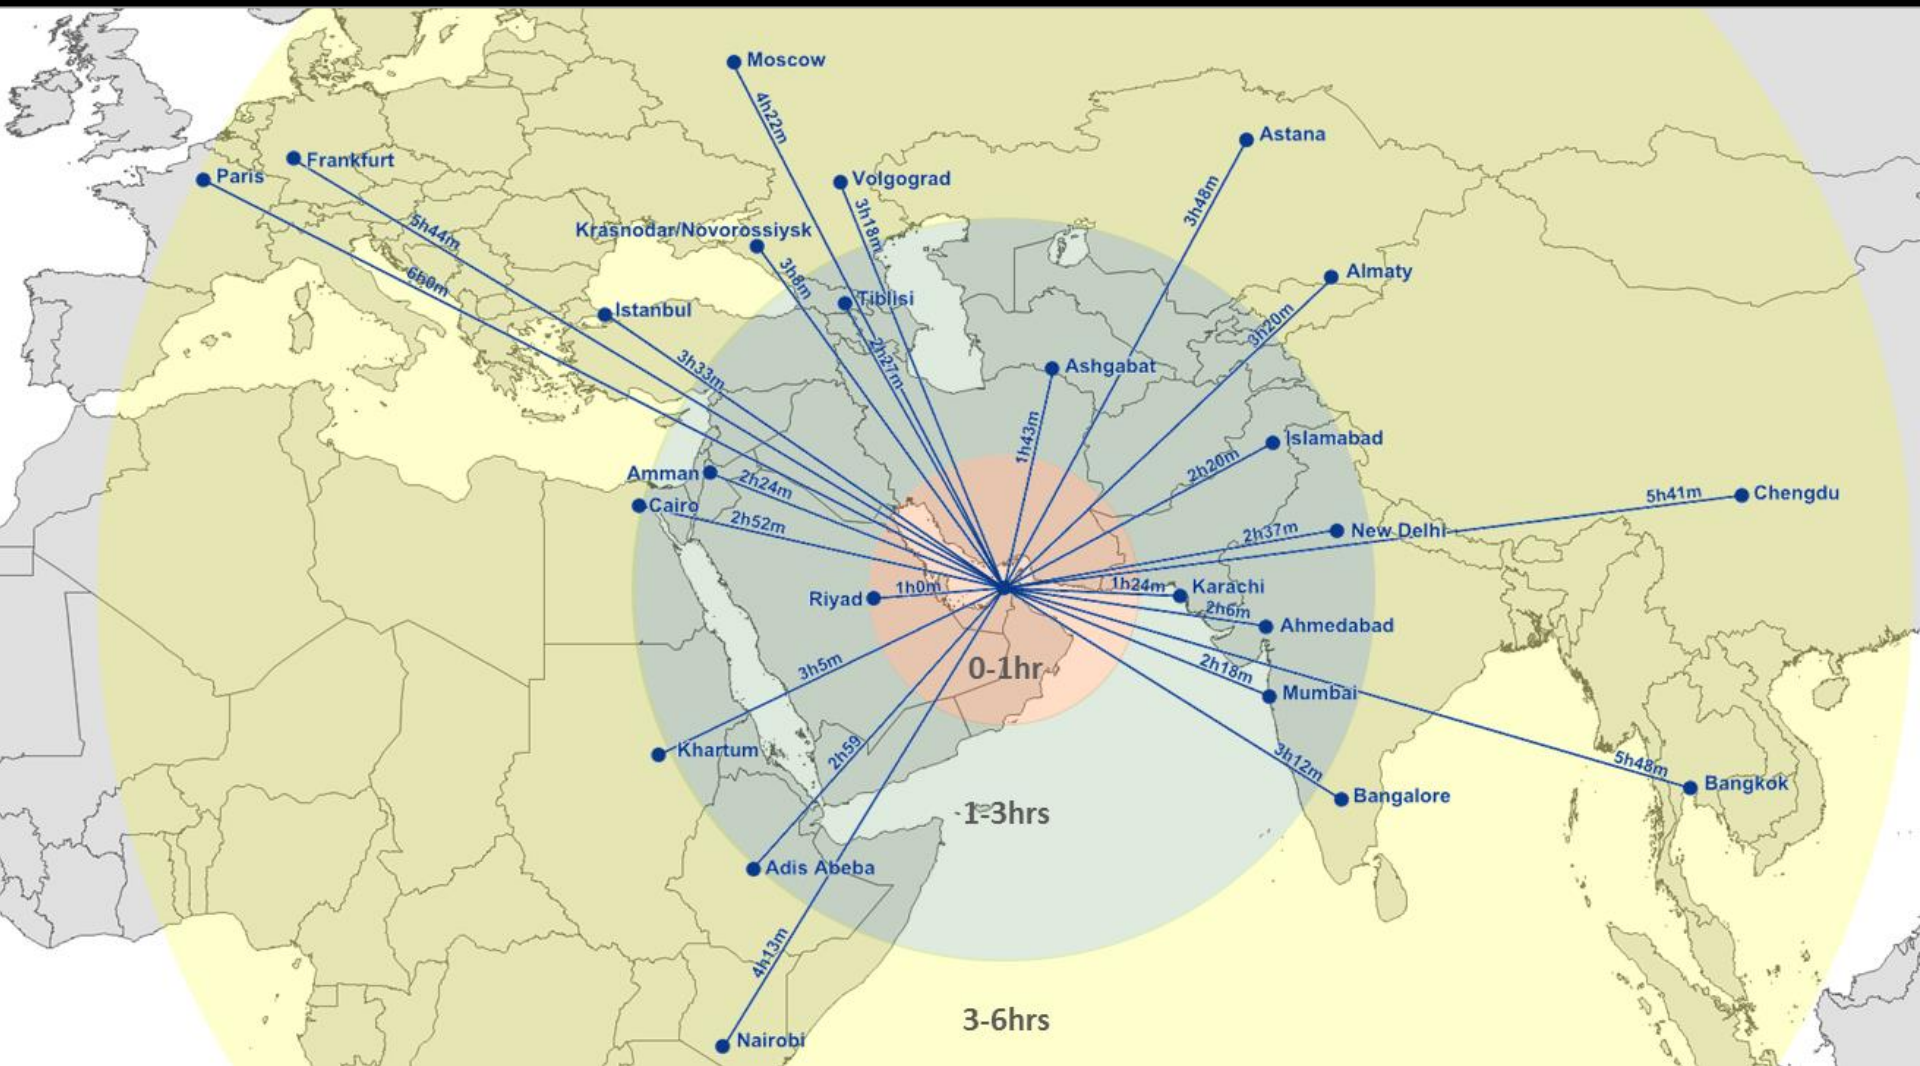 Moscow
4h22m
Astana
3h48m
Frankfurt
Paris
5h44m
6h0m
Volgograd
3h18m
Krasnodar/Novorossiysk
3h8m
Almaty
3h20m
Tiblisi
2h27m
Istanbul
3h33m
Ashgabat
1h43m
Islamabad
2h20m
Amman
2h24m
Cairo
2h52m
Chengdu
5h41m
New Delhi
2h37m
Riyad
1h0m
Karachi
1h24m
Ahmedabad
2h6m
0-1hr
3h5m
Mumbai
2h18m
Khartum
2h59
3h12m
Bangalore
5h48m
Bangkok
1-3hrs
Adis Abeba
4h13m
3-6hrs
Nairobi